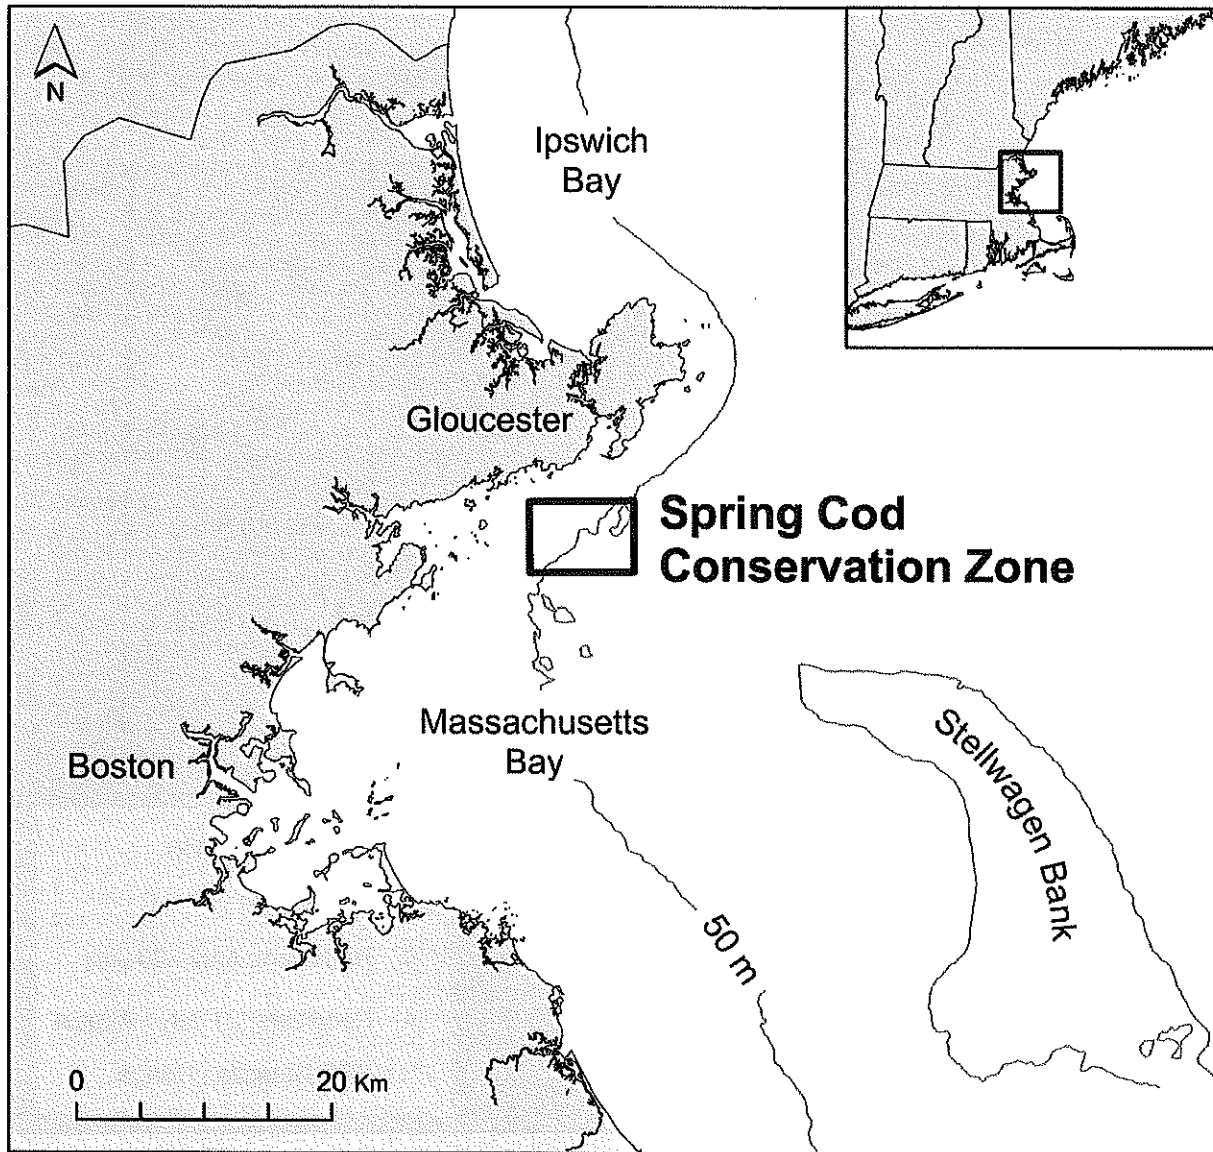 N
Ipswich
Bay
Gloucester
Spring Cod
Conservation Zone
Massachusetts
Bay
Boston
Stellwagen Bank
50 m
0 20 Km